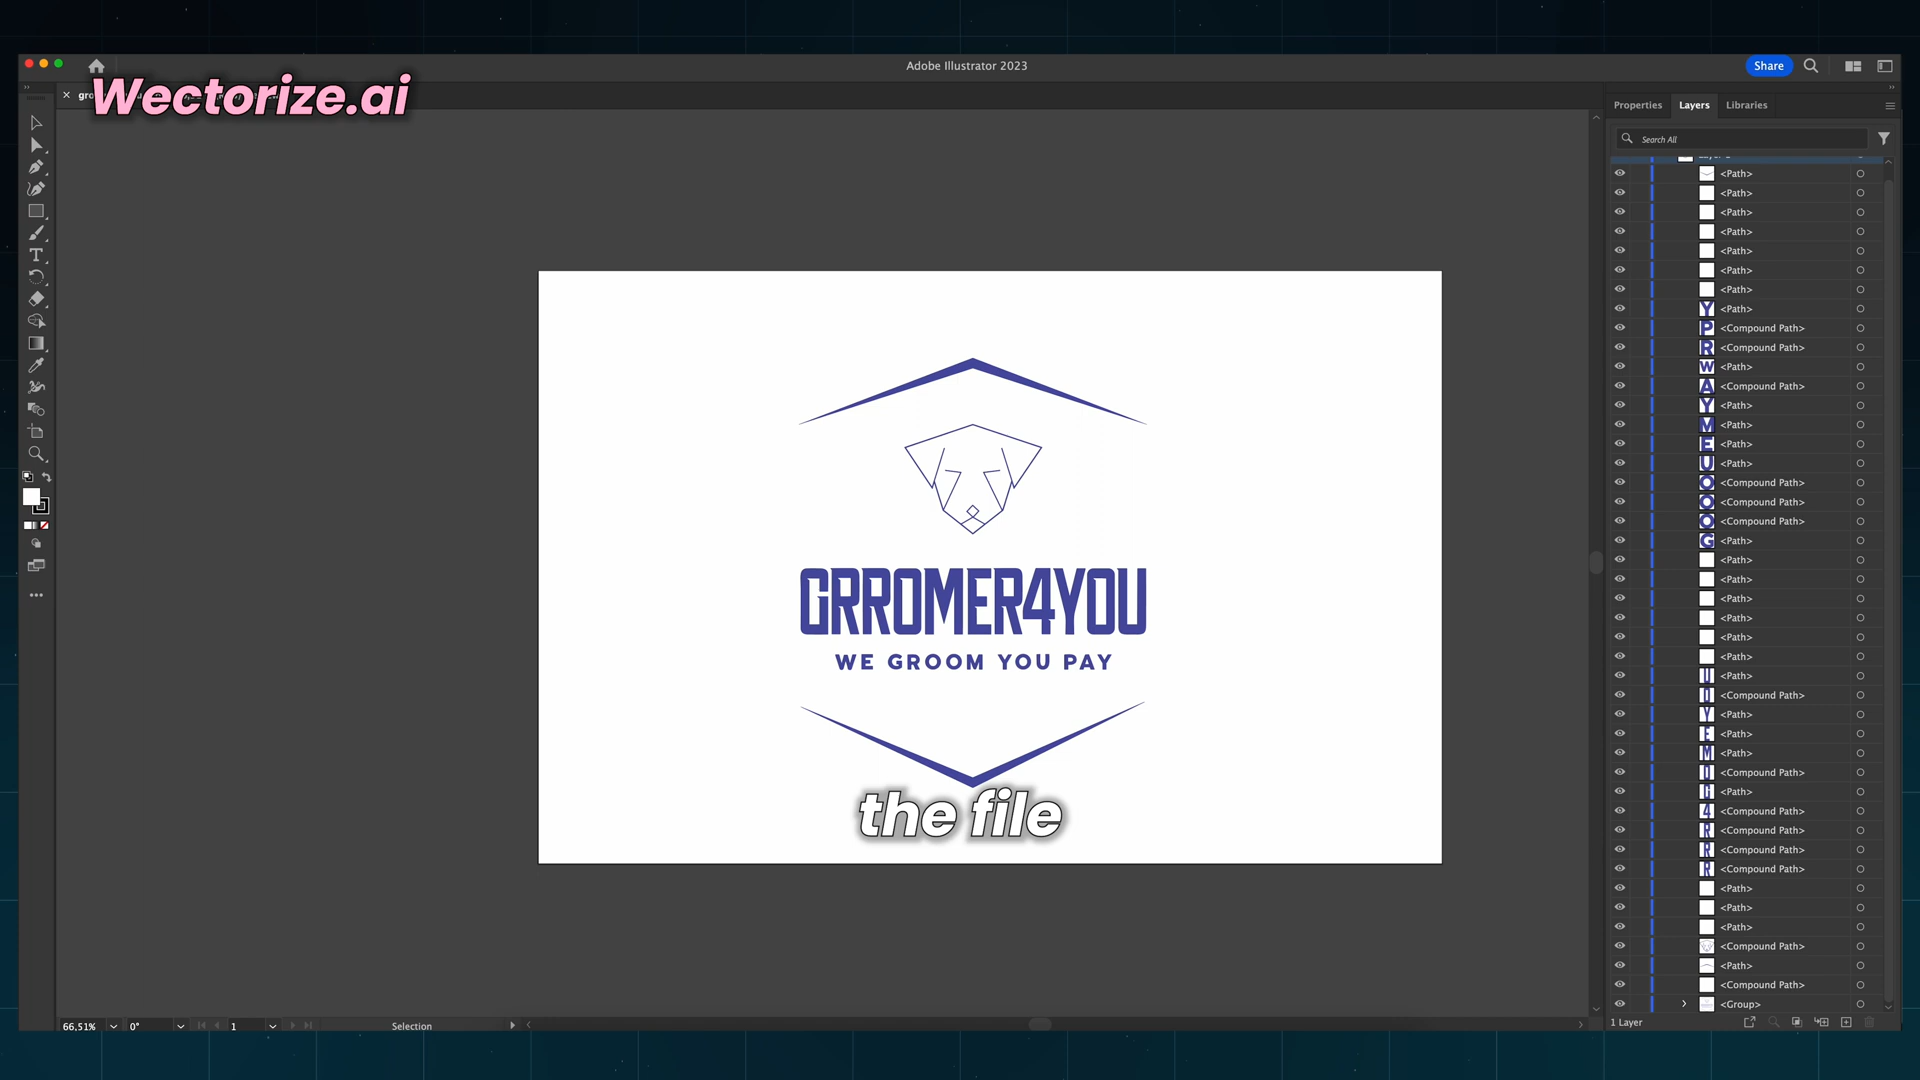 Adobe Illustrator 2023
Share
Wectorize.ai
Properties Layers Libraries
Search All
<Path>
<Path>
<Path>
<Path>
<Path>
<Path>
<Path>
Y <Path>
P <Compound Path>
R <Compound Path>
W <Path>
A <Compound Path>
Y <Path>
M <Path>
E <Path>
U <Path>
O <Compound Path>
O <Compound Path>
O <Compound Path>
G <Path>
<Path>
<Path>
<Path>
<Path>
<Path>
<Path>
U <Path>
O <Compound Path>
Y <Path>
E <Path>
M <Path>
O <Compound Path>
G <Path>
4 <Compound Path>
R <Compound Path>
R <Compound Path>
R <Compound Path>
<Path>
<Path>
<Path>
<Compound Path>
<Path>
<Compound Path>
<Group>
GRROMER4YOU
WE GROOM YOU PAY
the file
66,51% 0° 1 Selection
1 Layer